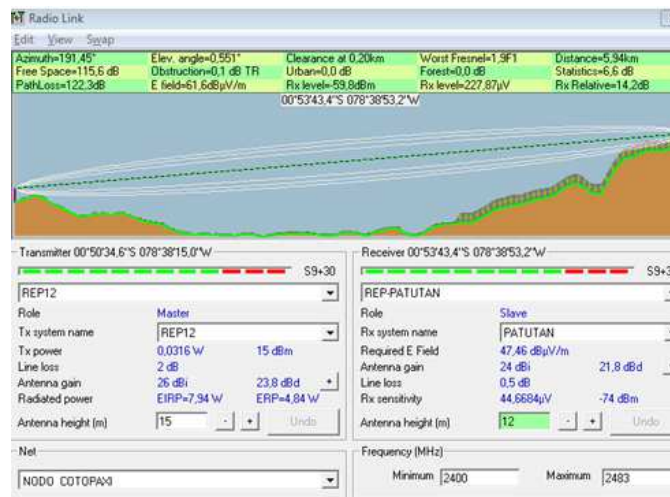 Radio Link
Edit View Swap
Azimuth=191,45° Elev. angle=0,551° Clearance at 0,20km Worst Fresnel=1,9F1 Distance=5,94km
Free Space=115,6 dB Obstruction=0,1 dB TR Urban=0,0 dB Forest=0,0 dB Statistics=6,6 dB
PathLoss=122,3dB E field=61,6dBµV/m Rx level=-59,8dBm Rx level=227,87µV Rx Relative=14,2dB
00°53'43,4"S 078°38'53,2"W
Transmitter 00°50'34,6"S 078°38'15,0"W
S9+30
REP12
Role Master
Tx system name REP12
Tx power 0,0316 W 15 dBm
Line loss 2 dB
Antenna gain 26 dBi 23,8 dBd +
Radiated power EIRP=7,94 W ERP=4,84 W
Antenna height (m) 15 - + Undo
Net
NODO COTOPAXI
Receiver 00°53'43,4"S 078°38'53,2"W
S9+3
REP-PATUTAN
Role Slave
Rx system name PATUTAN
Required E Field 47,46 dBµV/m
Antenna gain 24 dBi 21,8 dBd
Line loss 0,5 dB
Rx sensitivity 44,6684µV -74 dBm
Antenna height (m) 12 - + Undo
Frequency (MHz)
Minimum 2400 Maximum 2483